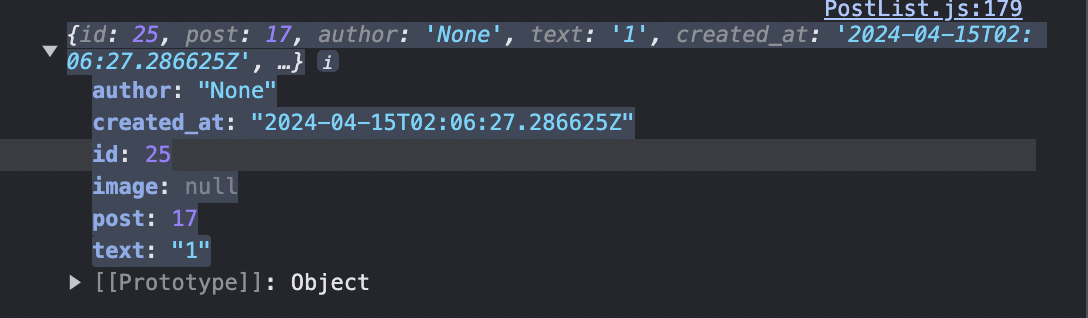 PostList.js:179
{id: 25, post: 17, author: 'None', text: '1', created_at: '2024-04-15T02:
06:27.286625Z', …} i
author: "None"
created_at: "2024-04-15T02:06:27.286625Z"
id: 25
image: null
post: 17
text: "1"
[[Prototype]]: Object